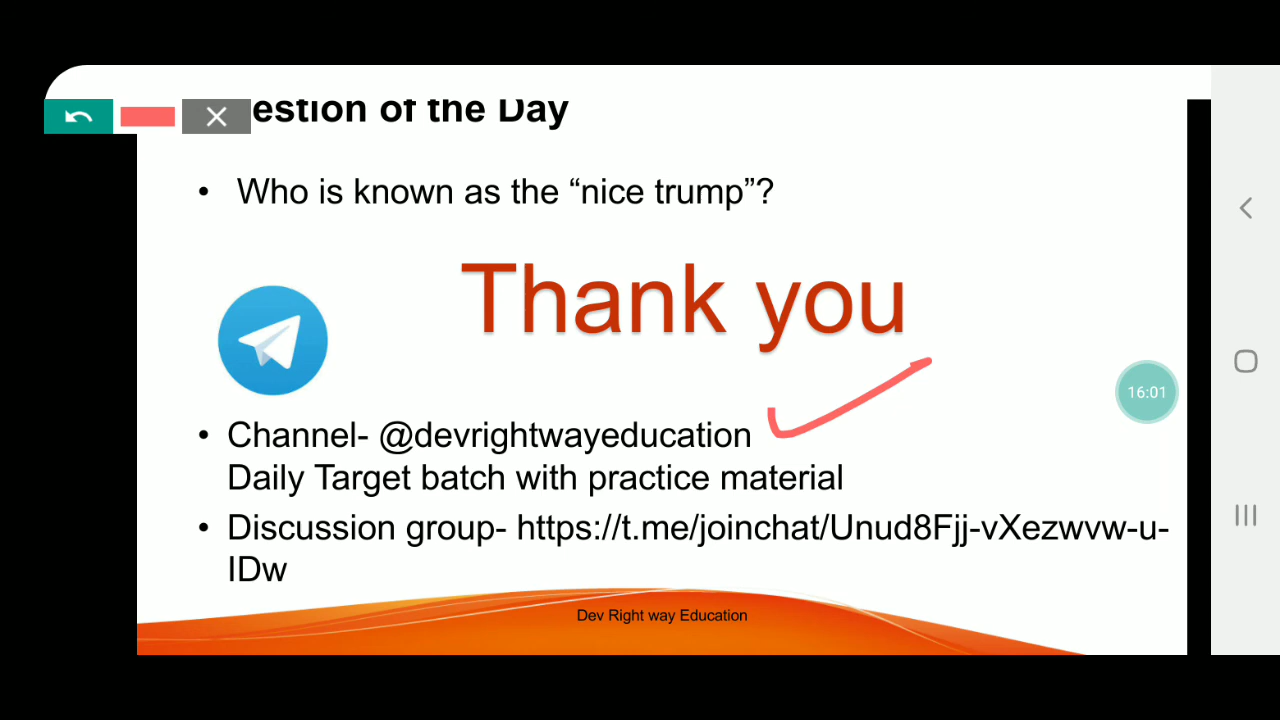 estion of the Day
• Who is known as the “nice trump”?
Thank you
16:01
• Channel- @devrightwayeducation
Daily Target batch with practice material
• Discussion group- https://t.me/joinchat/Unud8Fjj-vXezwvw-u-
IDw
Dev Right way Education